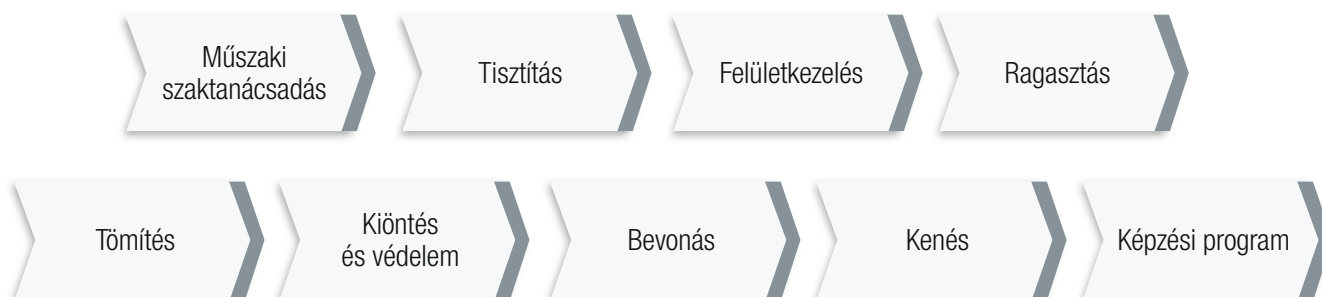 Műszaki
szaktanácsadás
Tisztítás
Felületkezelés
Ragasztás
Tömítés
Kiöntés
és védelem
Bevonás
Kenés
Képzési program